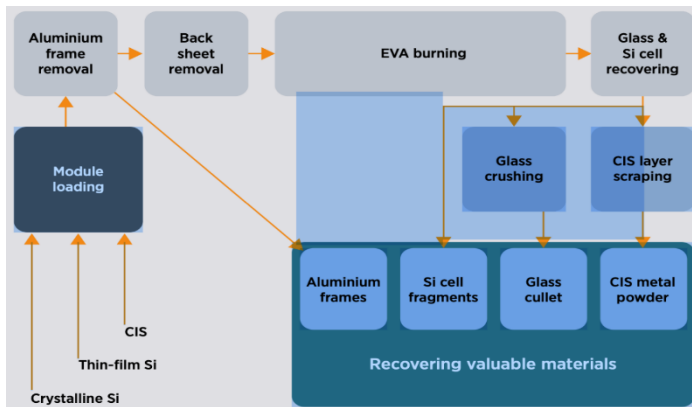 Aluminium
frame
removal
Back
sheet
removal
EVA burning
Glass &
Si cell
recovering
Module
loading
Glass
crushing
CIS layer
scraping
Aluminium
frames
Si cell
fragments
Glass
cullet
CIS metal
powder
CIS
Thin-film Si
Crystalline Si
Recovering valuable materials